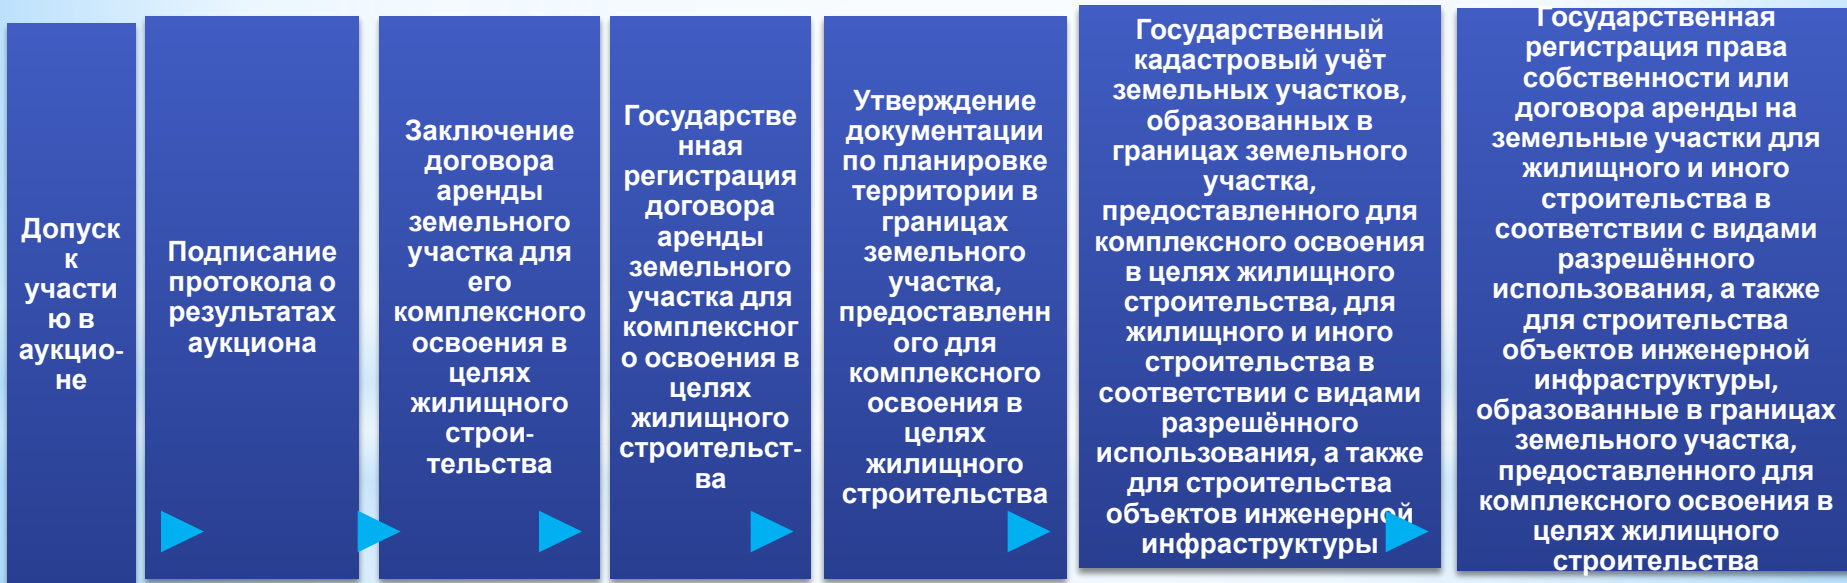 Допуск
к
участи
ю в
аукцио-
не
Подписание
протокола о
результатах
аукциона
Заключение
договора
аренды
земельного
участка для
его
комплексного
освоения в
целях
жилищного
строи-
тельства
Государстве
нная
регистрация
договора
аренды
земельного
участка для
комплексног
о освоения в
целях
жилищного
строительст-
ва
Утверждение
документации
по планировке
территории в
границах
земельного
участка,
предоставленн
ого для
комплексного
освоения в
целях
жилищного
строительства
Государственный
кадастровый учёт
земельных участков,
образованных в
границах земельного
участка,
предоставленного для
комплексного освоения
в целях жилищного
строительства, для
жилищного и иного
строительства в
соответствии с видами
разрешённого
использования, а также
для строительства
объектов инженерной
инфраструктуры
Государственная
регистрация права
собственности или
договора аренды на
земельные участки для
жилищного и иного
строительства в
соответствии с видами
разрешённого
использования, а также
для строительства
объектов инженерной
инфраструктуры,
образованные в границах
земельного участка,
предоставленного для
комплексного освоения в
целях жилищного
строительства